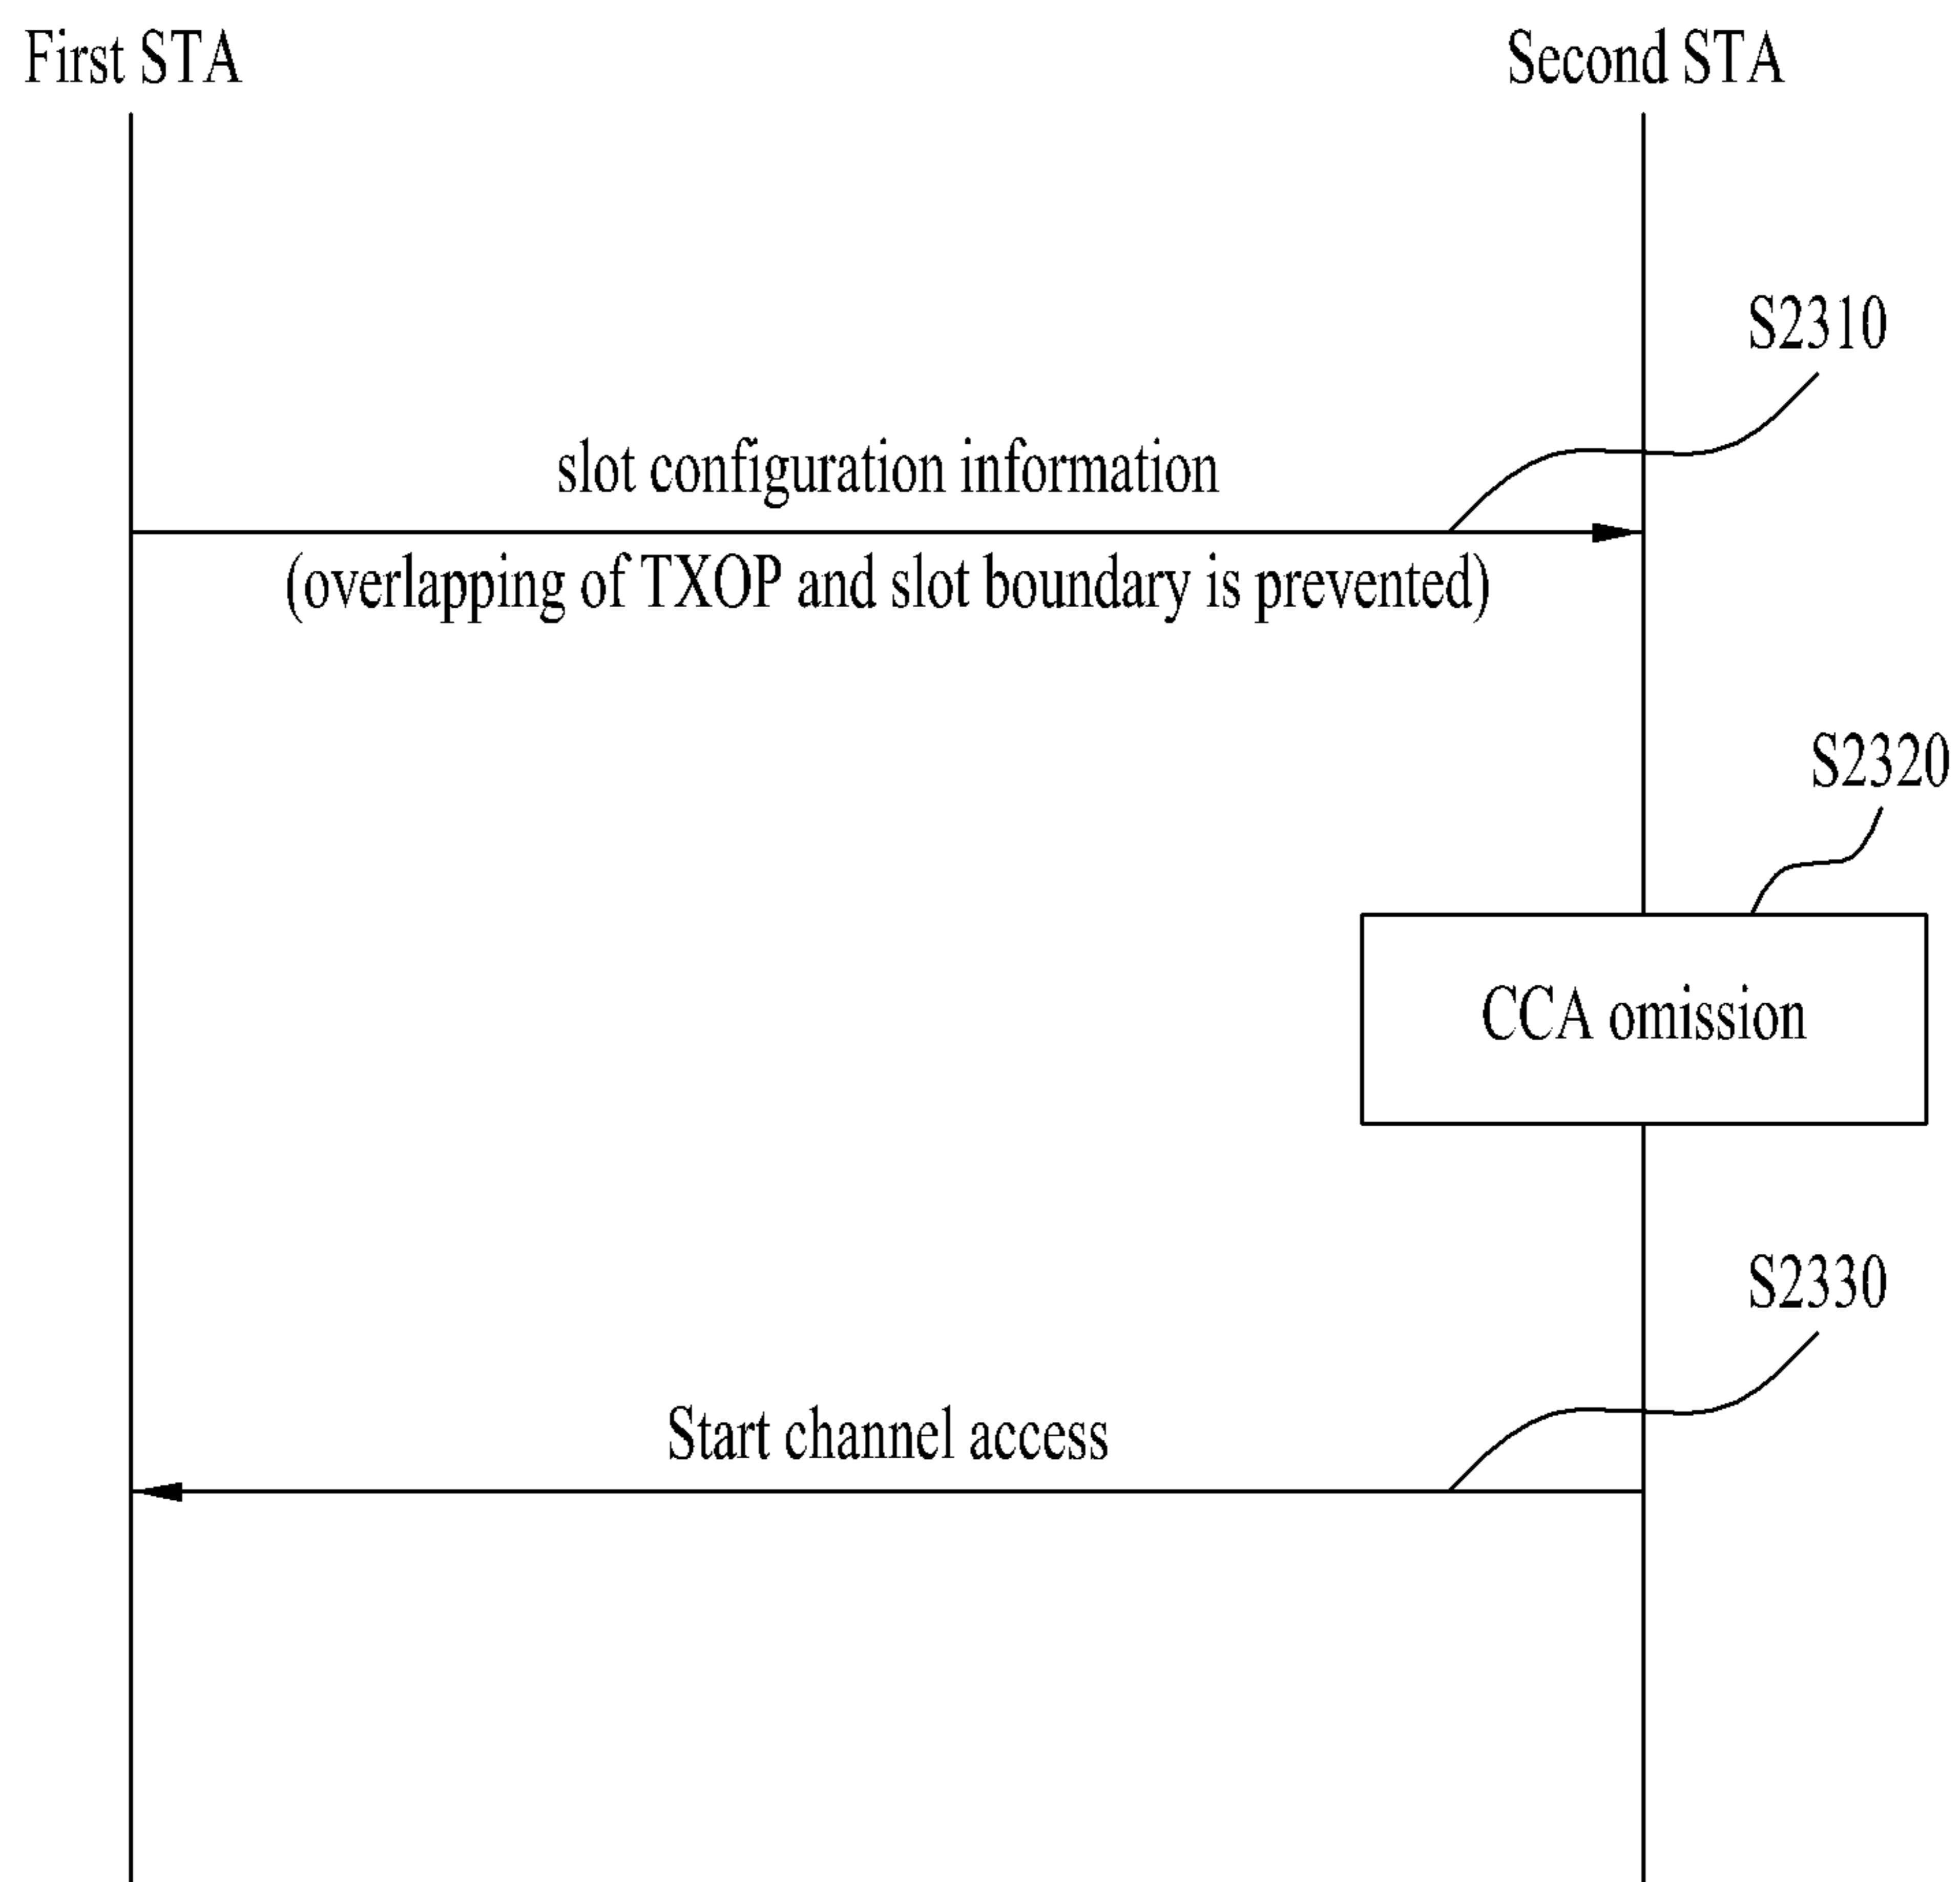 First STA
Second STA
S2310
slot configuration information
(overlapping of TXOP and slot boundary is prevented)
S2320
CCA omission
S2330
Start channel access